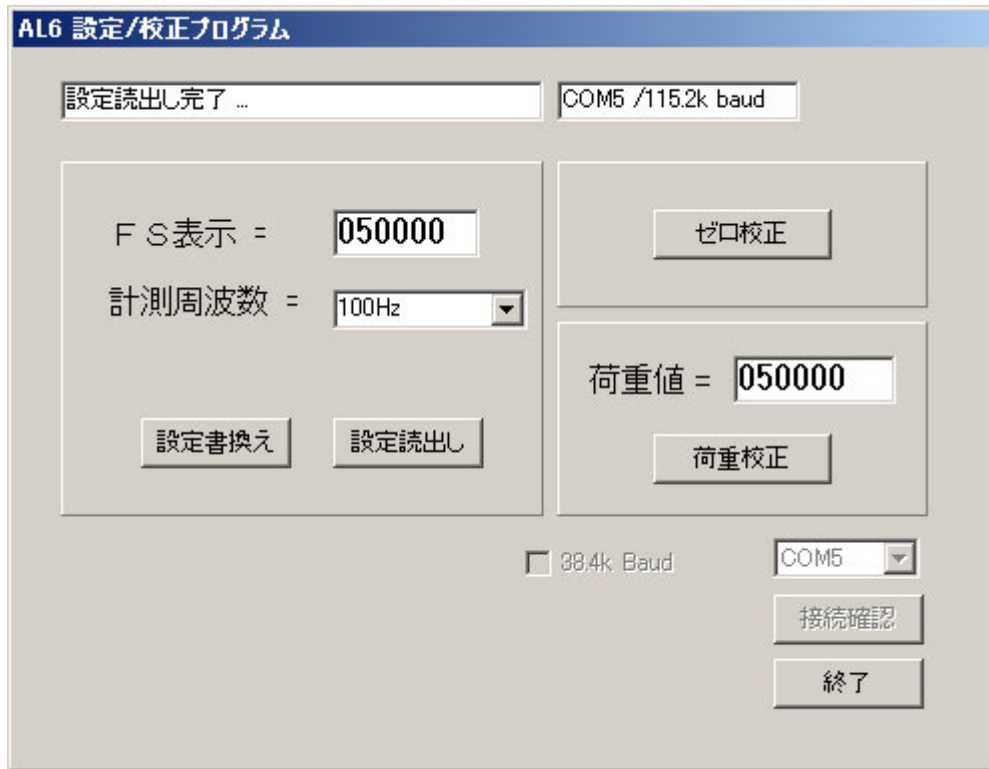 AL6 設定/校正プログラム
設定読出し完了 ...
COM5 /115.2k baud
ＦＳ表示 =
050000
計測周波数 =
100Hz
設定書換え
設定読出し
ゼロ校正
荷重値 =
050000
荷重校正
38.4k Baud
COM5
接続確認
終了